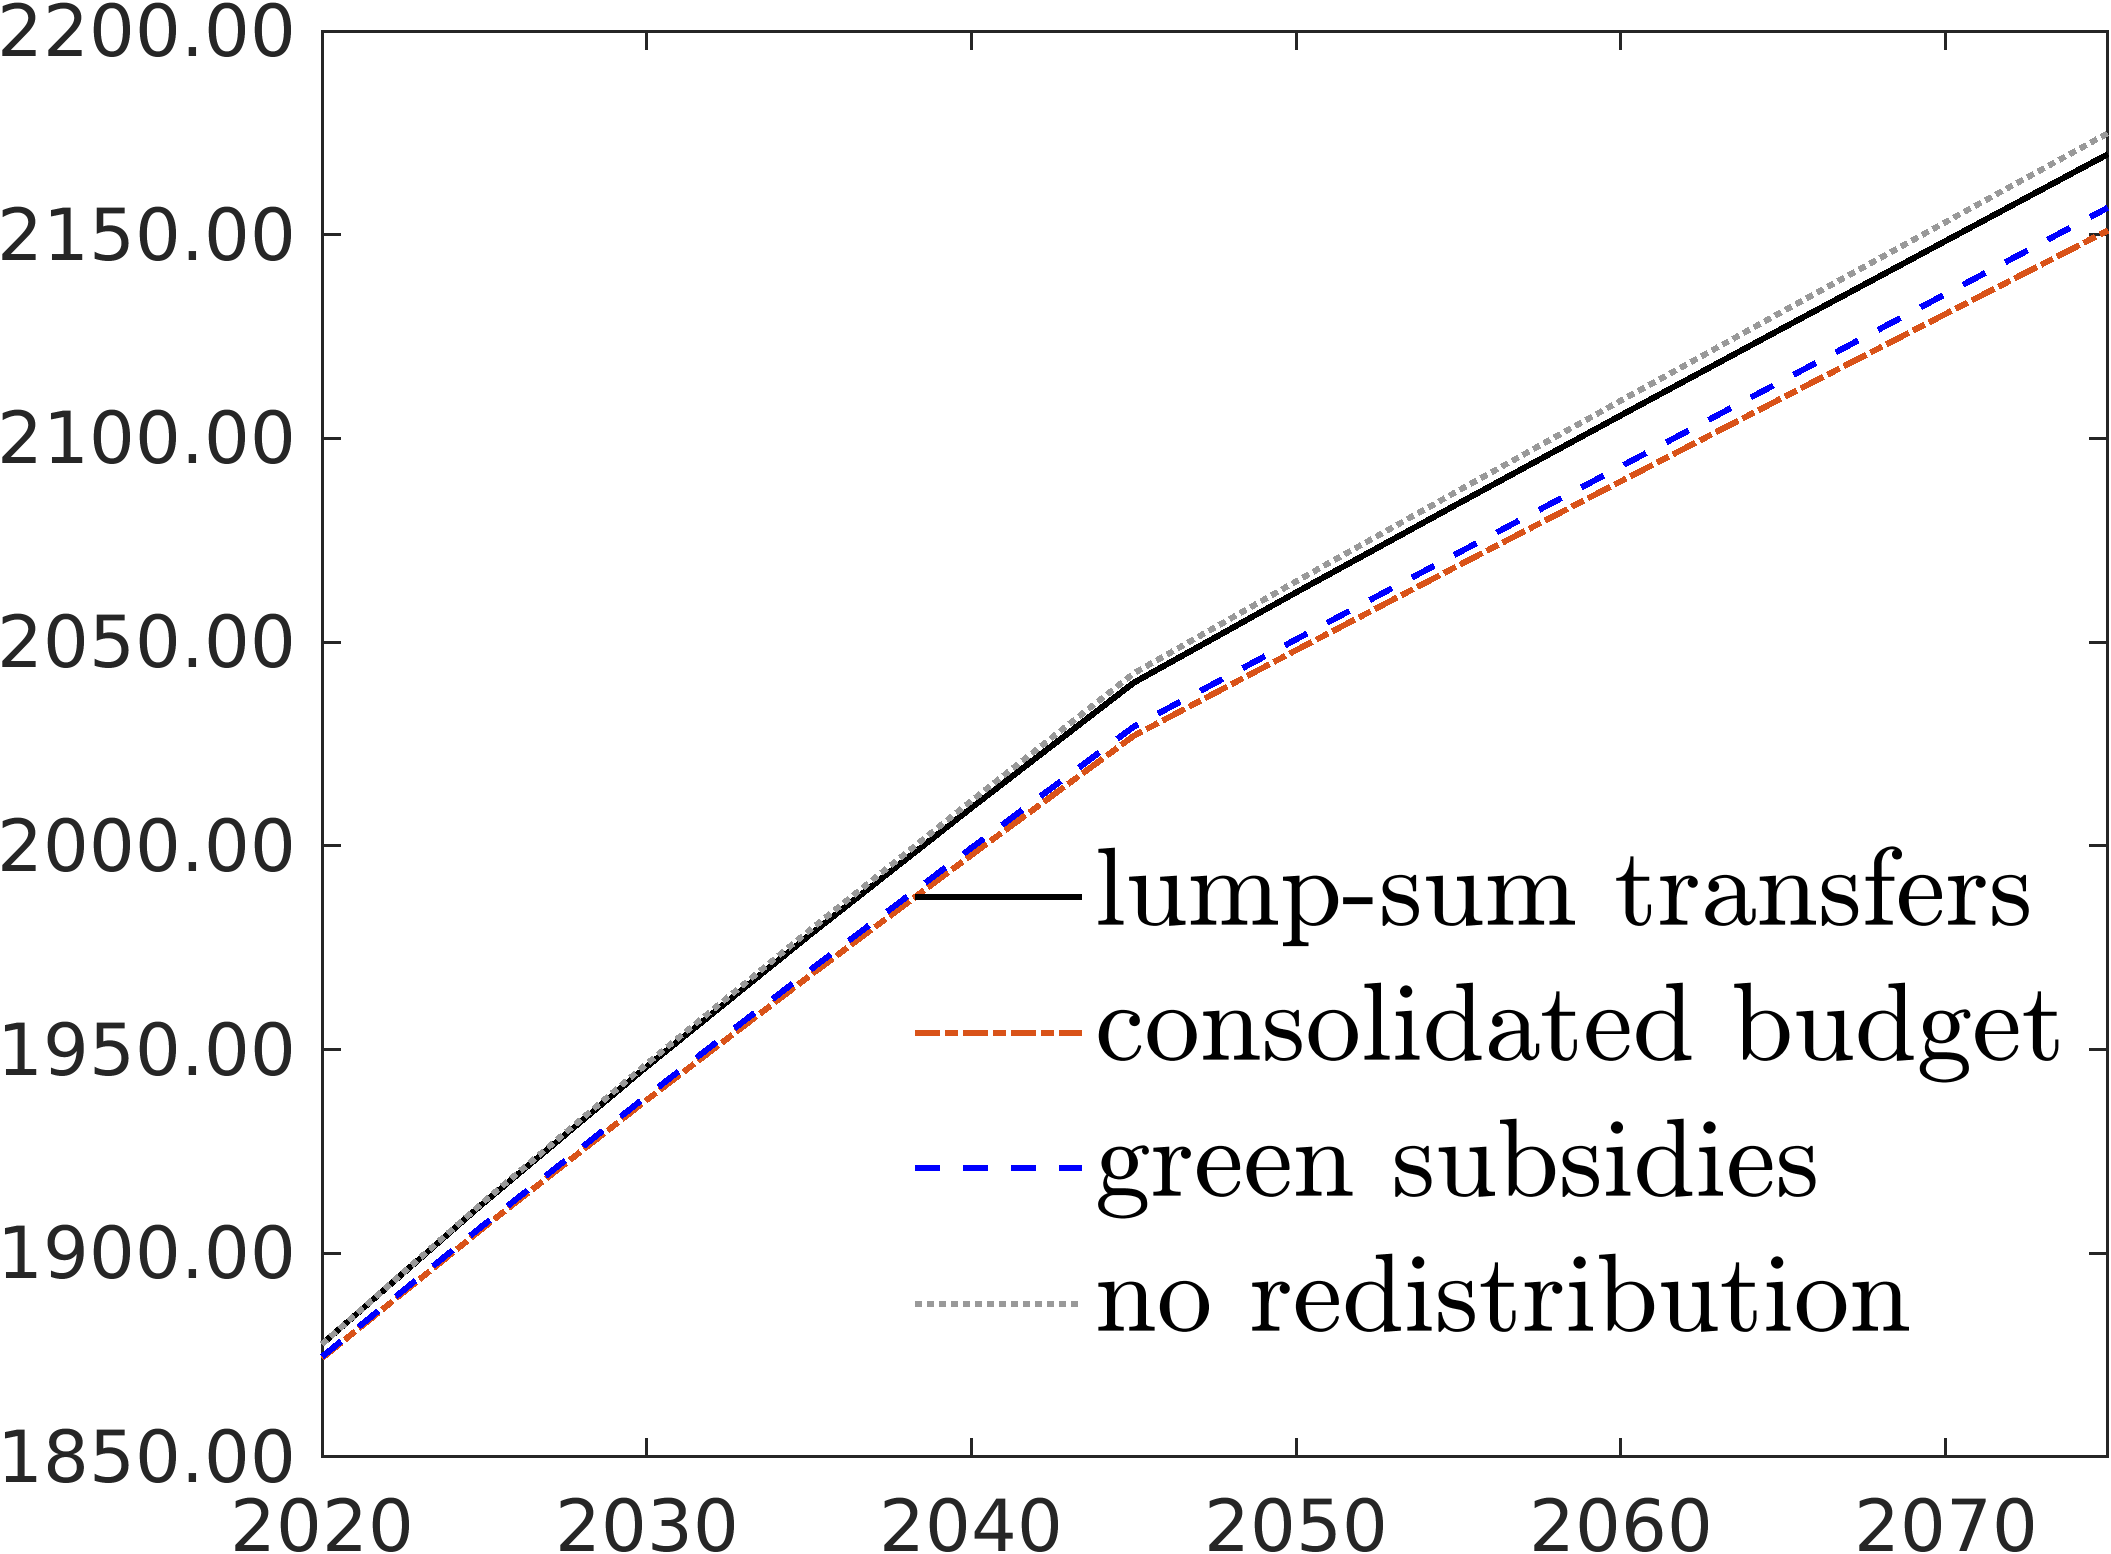 2200.00
2150.00
2100.00
2050.00
2000.00
1950.00
1900.00
1850.00
lump-sum transfers
consolidated budget
green subsidies
no redistribution
2020 2030 2040 2050 2060 2070